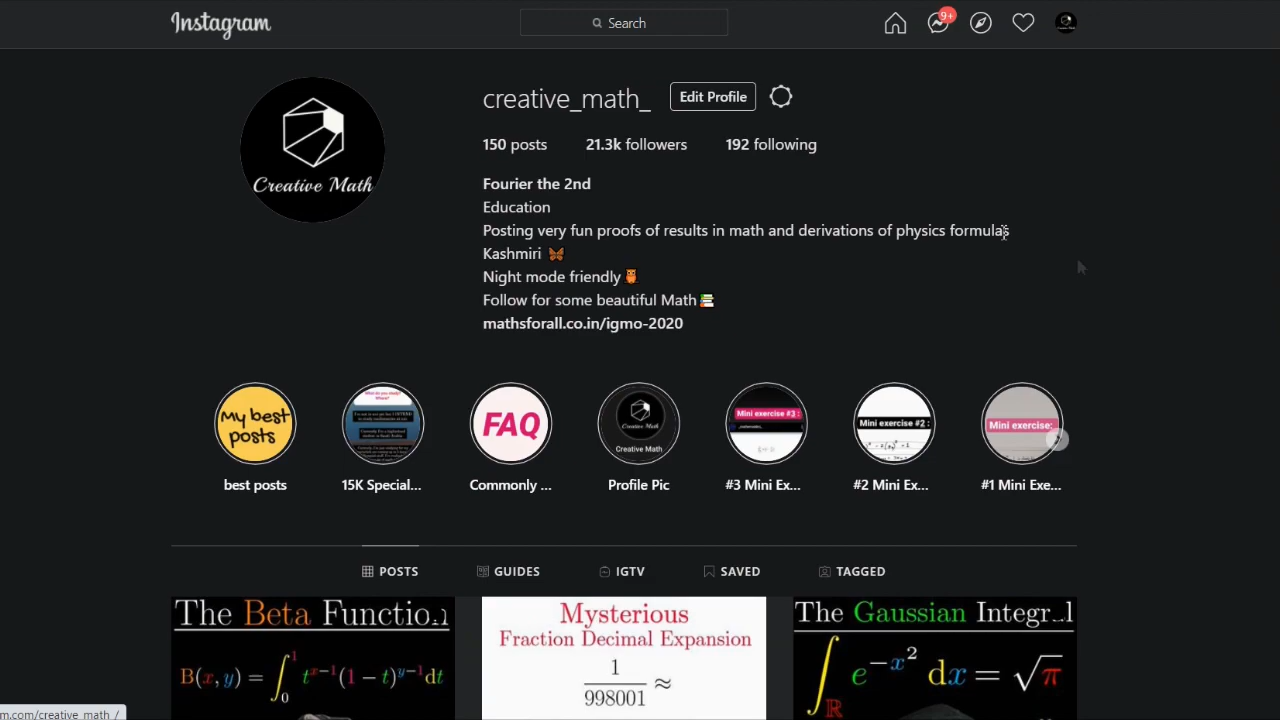 Instagram
Search
9+
creative_math_
Edit Profile
150 posts
21.3k followers
192 following
Creative Math
Fourier the 2nd
Education
Posting very fun proofs of results in math and derivations of physics formulas
Kashmiri 🦋
Night mode friendly 🦉
Follow for some beautiful Math 📚
mathsforall.co.in/igmo-2020
My best
posts
FAQ
Creative Math
Mini exercise #3 :
Mini exercise #2 :
Mini exercise:
best posts
15K Special...
Commonly ...
Profile Pic
#3 Mini Ex...
#2 Mini Ex...
#1 Mini Exe...
POSTS
GUIDES
IGTV
SAVED
TAGGED
The Beta Function
B(x, y) = ∫₀¹ t^{x−1}(1 − t)^{y−1}dt
Mysterious
Fraction Decimal Expansion
1/998001 ≈
The Gaussian Integral
∫_ℝ e^{−x²} dx = √π
m.com/creative_math_/